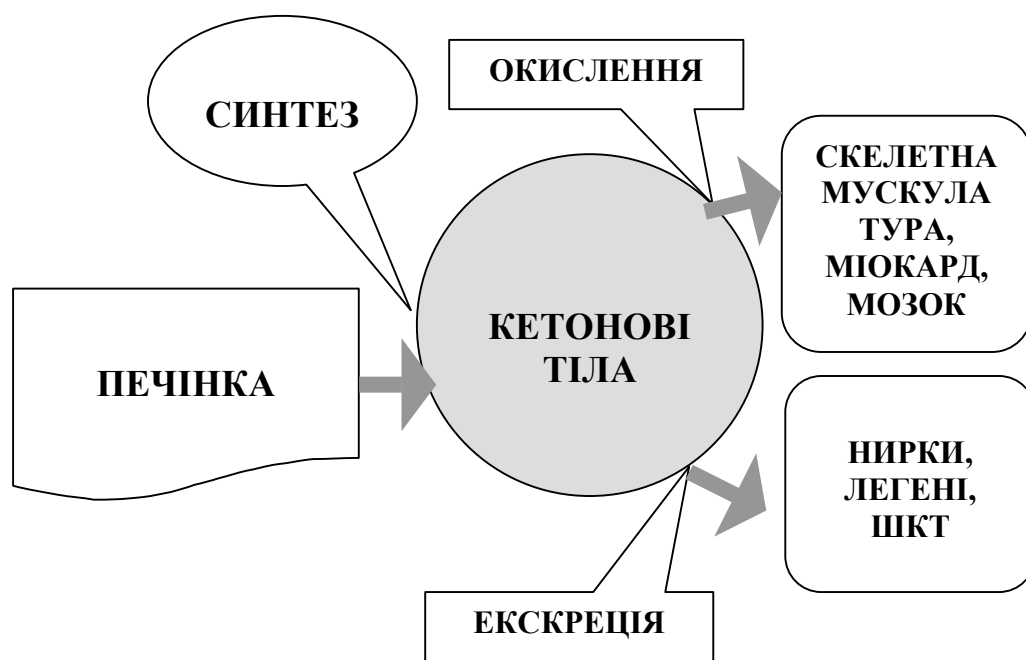 ОКИСЛЕННЯ
СИНТЕЗ
СКЕЛЕТНА
МУСКУЛА
ТУРА,
МІОКАРД,
МОЗОК
КЕТОНОВІ
ТІЛА
ПЕЧІНКА
НИРКИ,
ЛЕГЕНІ,
ШКТ
ЕКСКРЕЦІЯ